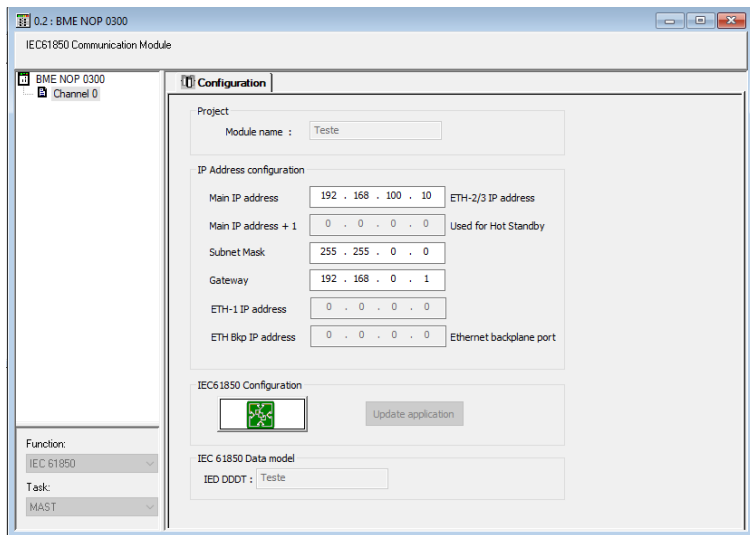 0.2 : BME NOP 0300
IEC61850 Communication Module
BME NOP 0300
Channel 0
Configuration
Project
Module name : Teste
IP Address configuration
Main IP address 192 . 168 . 100 . 10 ETH-2/3 IP address
Main IP address + 1 0 . 0 . 0 . 0 Used for Hot Standby
Subnet Mask 255 . 255 . 0 . 0
Gateway 192 . 168 . 0 . 1
ETH-1 IP address 0 . 0 . 0 . 0
ETH Bkp IP address 0 . 0 . 0 . 0 Ethernet backplane port
IEC61850 Configuration
Update application
IEC 61850 Data model
IED DDDT : Teste
Function:
IEC 61850
Task:
MAST